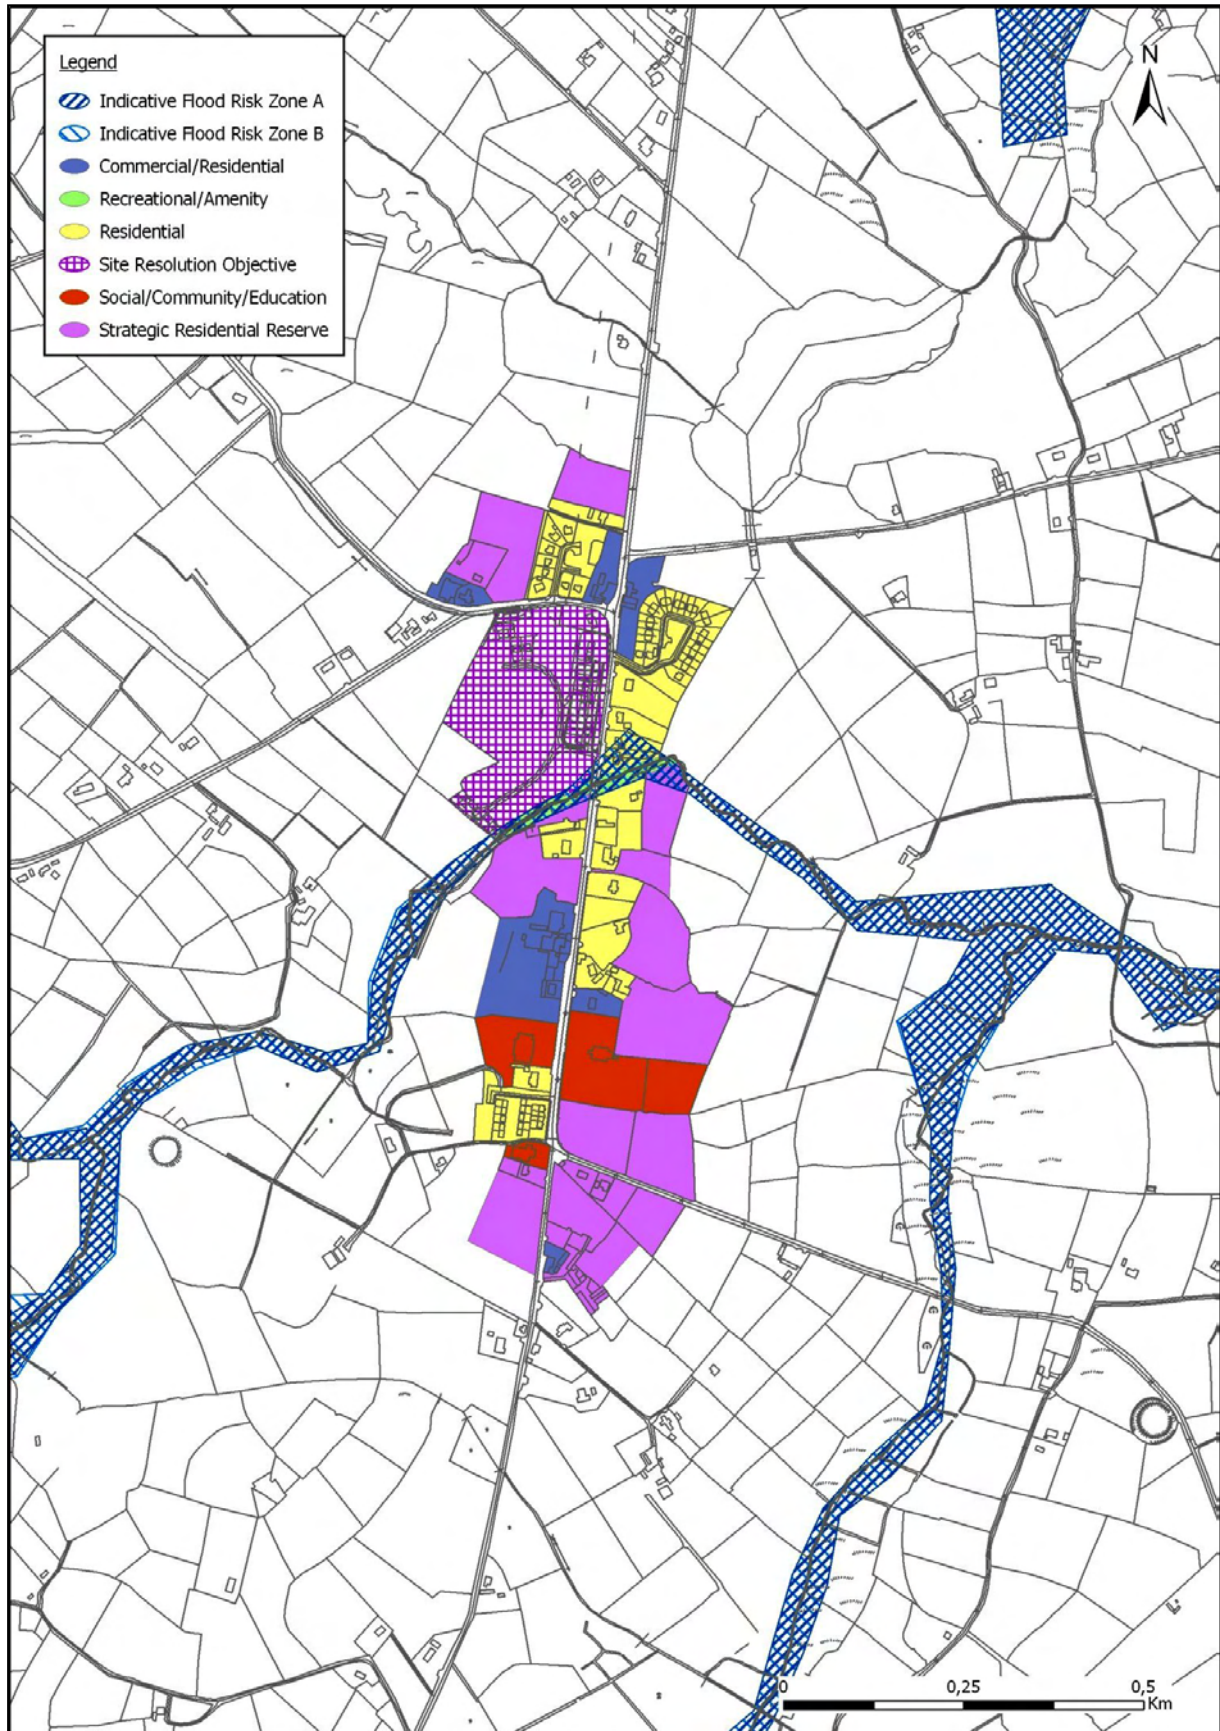 Legend
Indicative Flood Risk Zone A
Indicative Flood Risk Zone B
Commercial/Residential
Recreational/Amenity
Residential
Site Resolution Objective
Social/Community/Education
Strategic Residential Reserve
N
0 0,25 0,5
Km